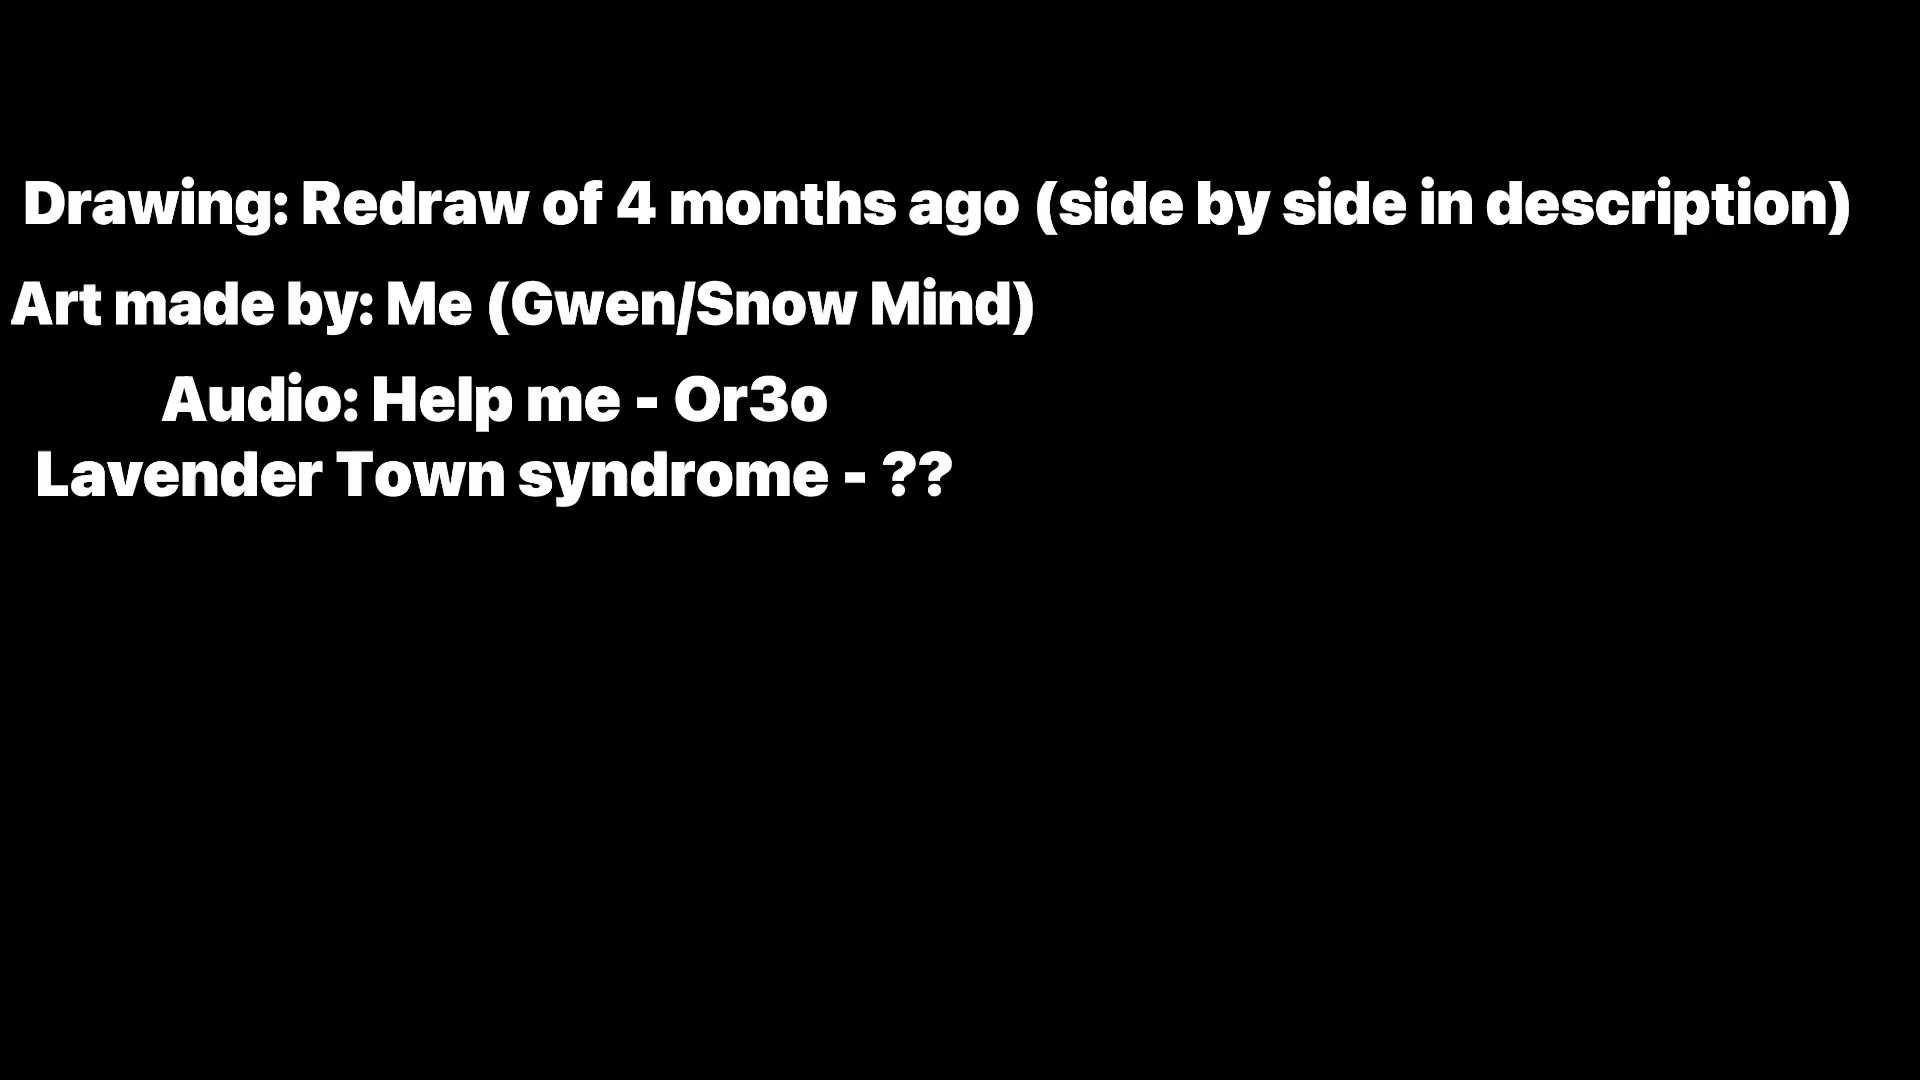 Drawing: Redraw of 4 months ago (side by side in description)
Art made by: Me (Gwen/Snow Mind)
Audio: Help me - Or3o
Lavender Town syndrome - ??